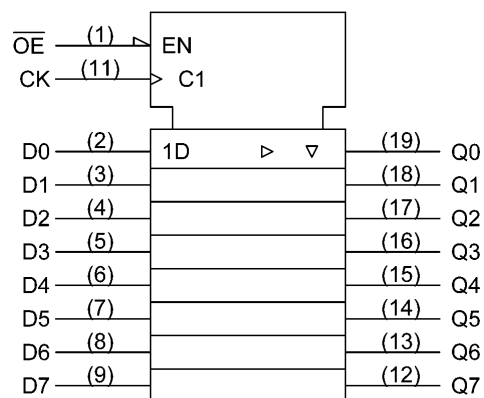 O̅E̅ (1) EN
CK (11) C1
D0 (2) 1D (19) Q0
D1 (3) (18) Q1
D2 (4) (17) Q2
D3 (5) (16) Q3
D4 (6) (15) Q4
D5 (7) (14) Q5
D6 (8) (13) Q6
D7 (9) (12) Q7